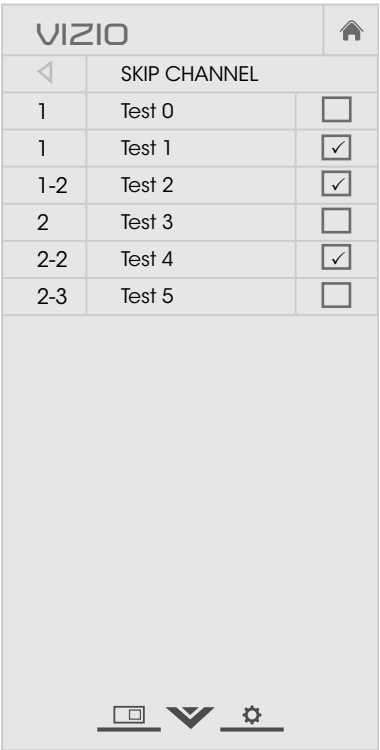 VIZIO
SKIP CHANNEL
1 Test 0
1 Test 1
1-2 Test 2
2 Test 3
2-2 Test 4
2-3 Test 5